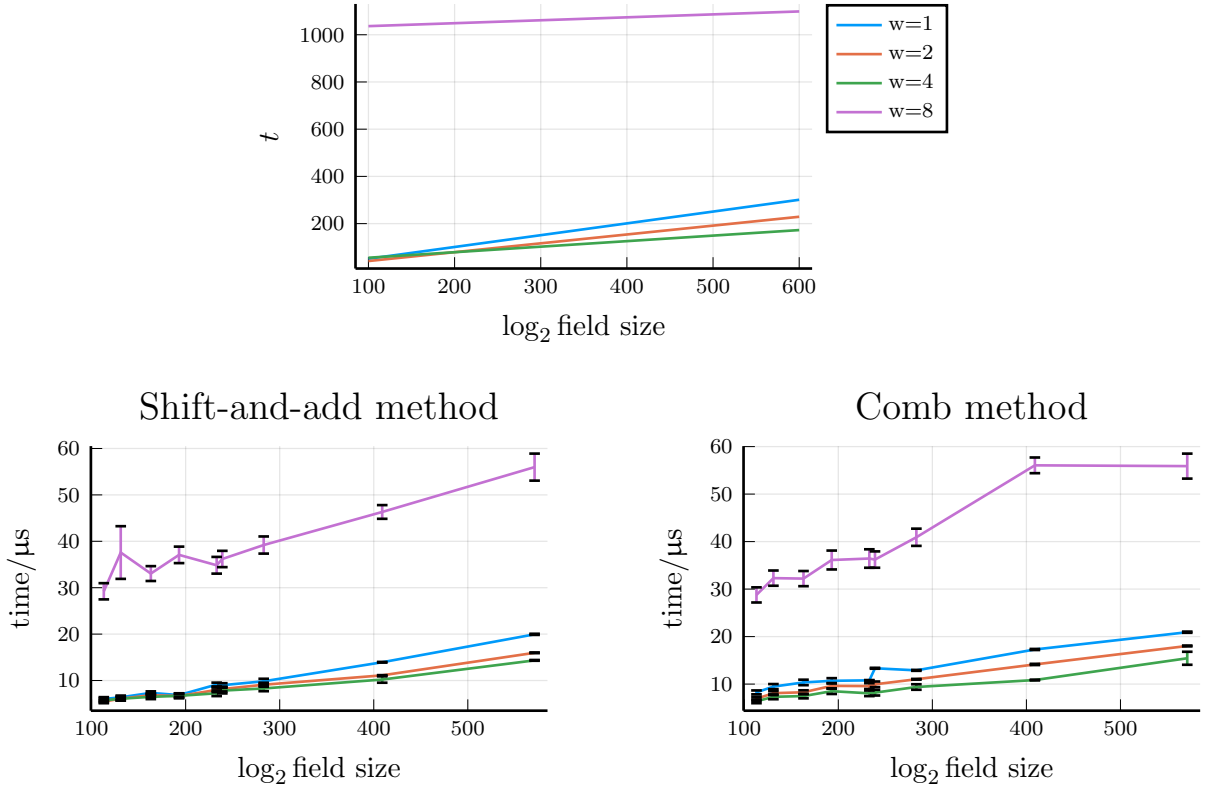 1000
800
600
400
200
t
100 200 300 400 500 600
log₂ field size
w=1
w=2
w=4
w=8
Shift-and-add method
60
50
40
30
20
10
time/μs
100 200 300 400 500
log₂ field size
Comb method
60
50
40
30
20
10
time/μs
100 200 300 400 500
log₂ field size